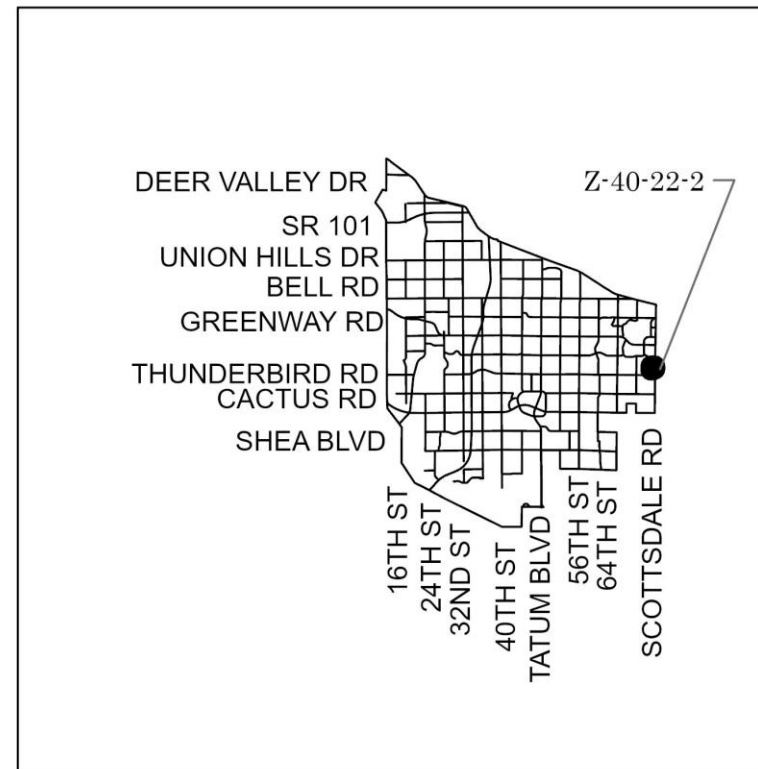 DEER VALLEY DR
Z-40-22-2
SR 101
UNION HILLS DR
BELL RD
GREENWAY RD
THUNDERBIRD RD
CACTUS RD
SHEA BLVD
16TH ST
24TH ST
32ND ST
40TH ST
TATUM BLVD
56TH ST
64TH ST
SCOTTSDALE RD